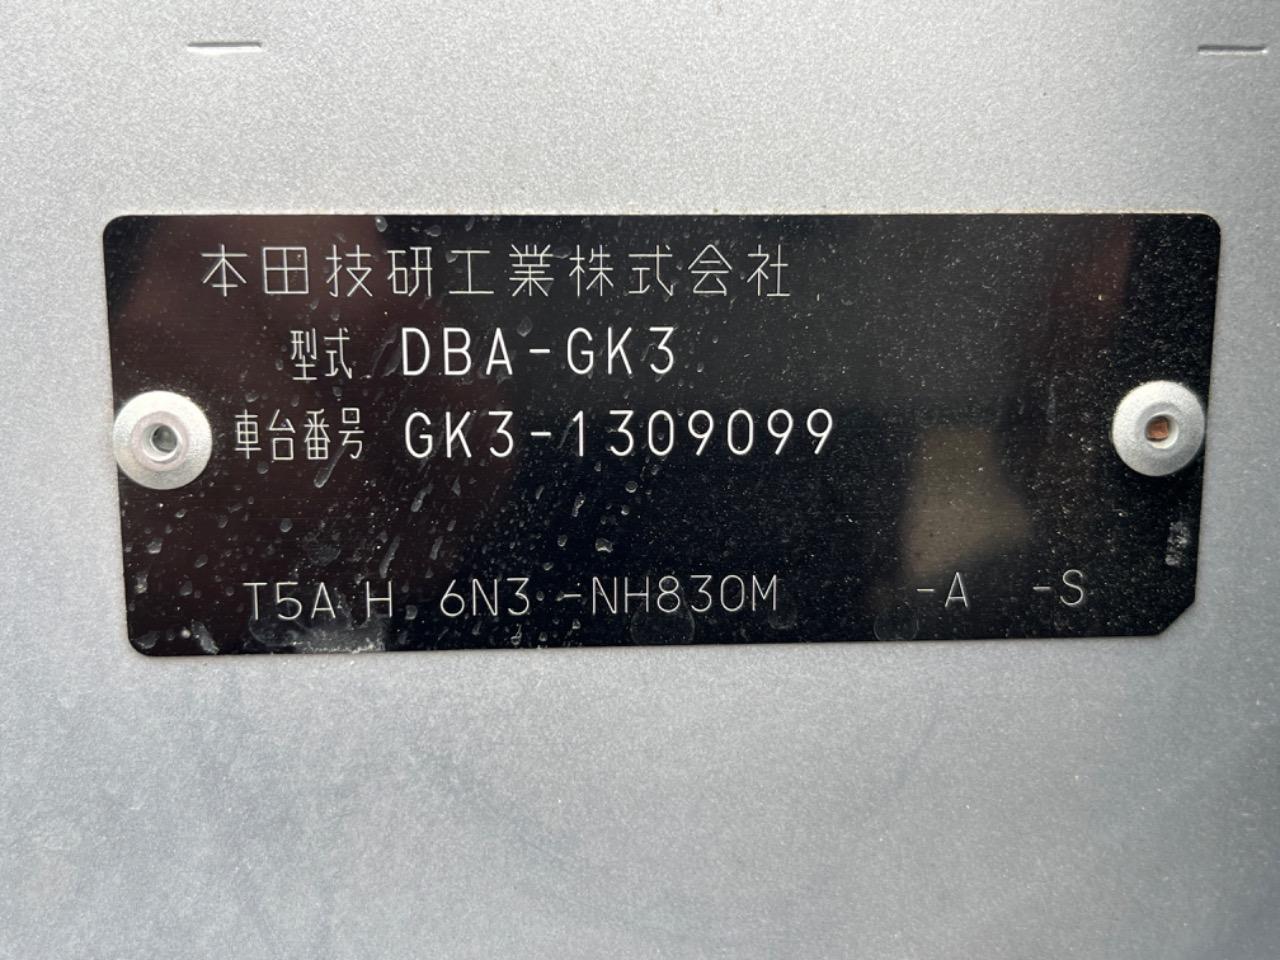 本田技研工業株式会社
型式 DBA-GK3
車台番号 GK3-1309099
T5A H 6N3 -NH830M -A -S